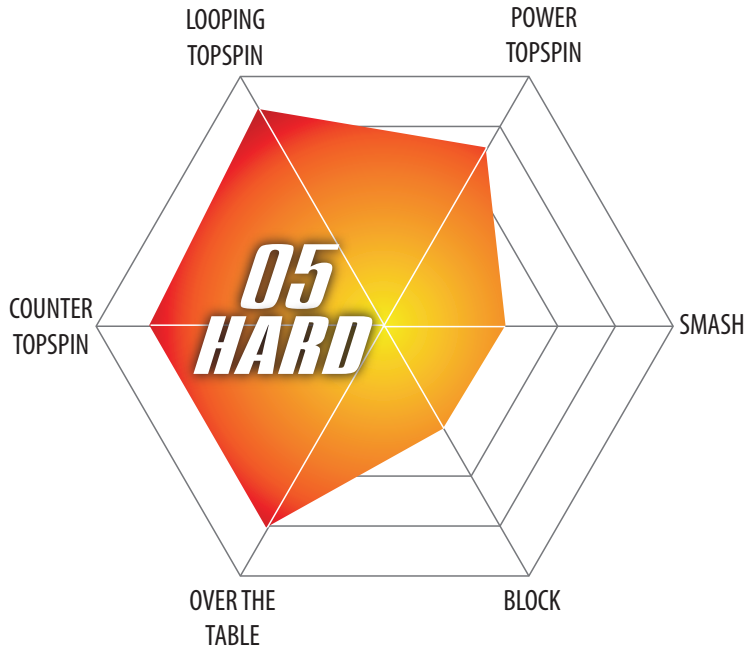 LOOPING
TOPSPIN
POWER
TOPSPIN
05
HARD
COUNTER
TOPSPIN
SMASH
OVER THE
TABLE
BLOCK